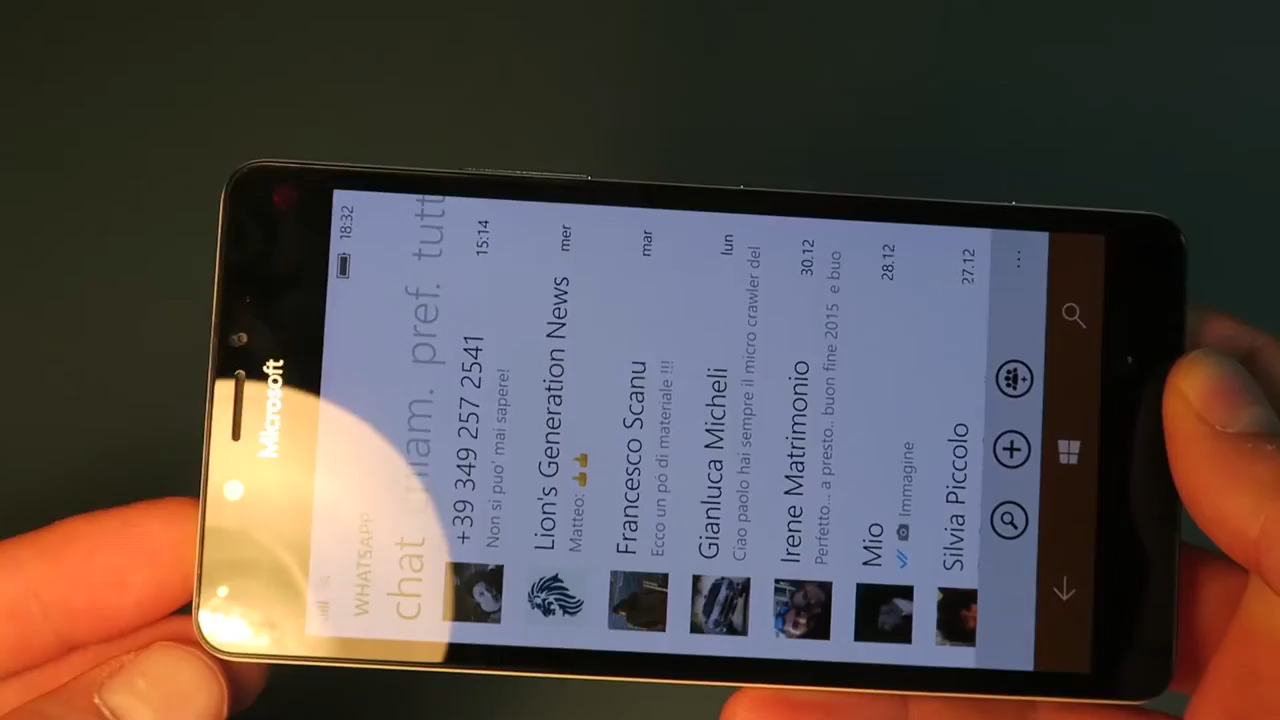 Microsoft
18:32
WHATSAPP
chat chiam. pref. tutt
+39 349 257 2541 15:14
Non si puo' mai sapere!
Lion's Generation News mer
Matteo: 👍👍
Francesco Scanu mar
Ecco un pó di materiale !!!
Gianluca Micheli lun
Ciao paolo hai sempre il micro crawler del
Irene Matrimonio 30.12
Perfetto... a presto.. buon fine 2015 e buo
Mio 28.12
Immagine
Silvia Piccolo 27.12
...